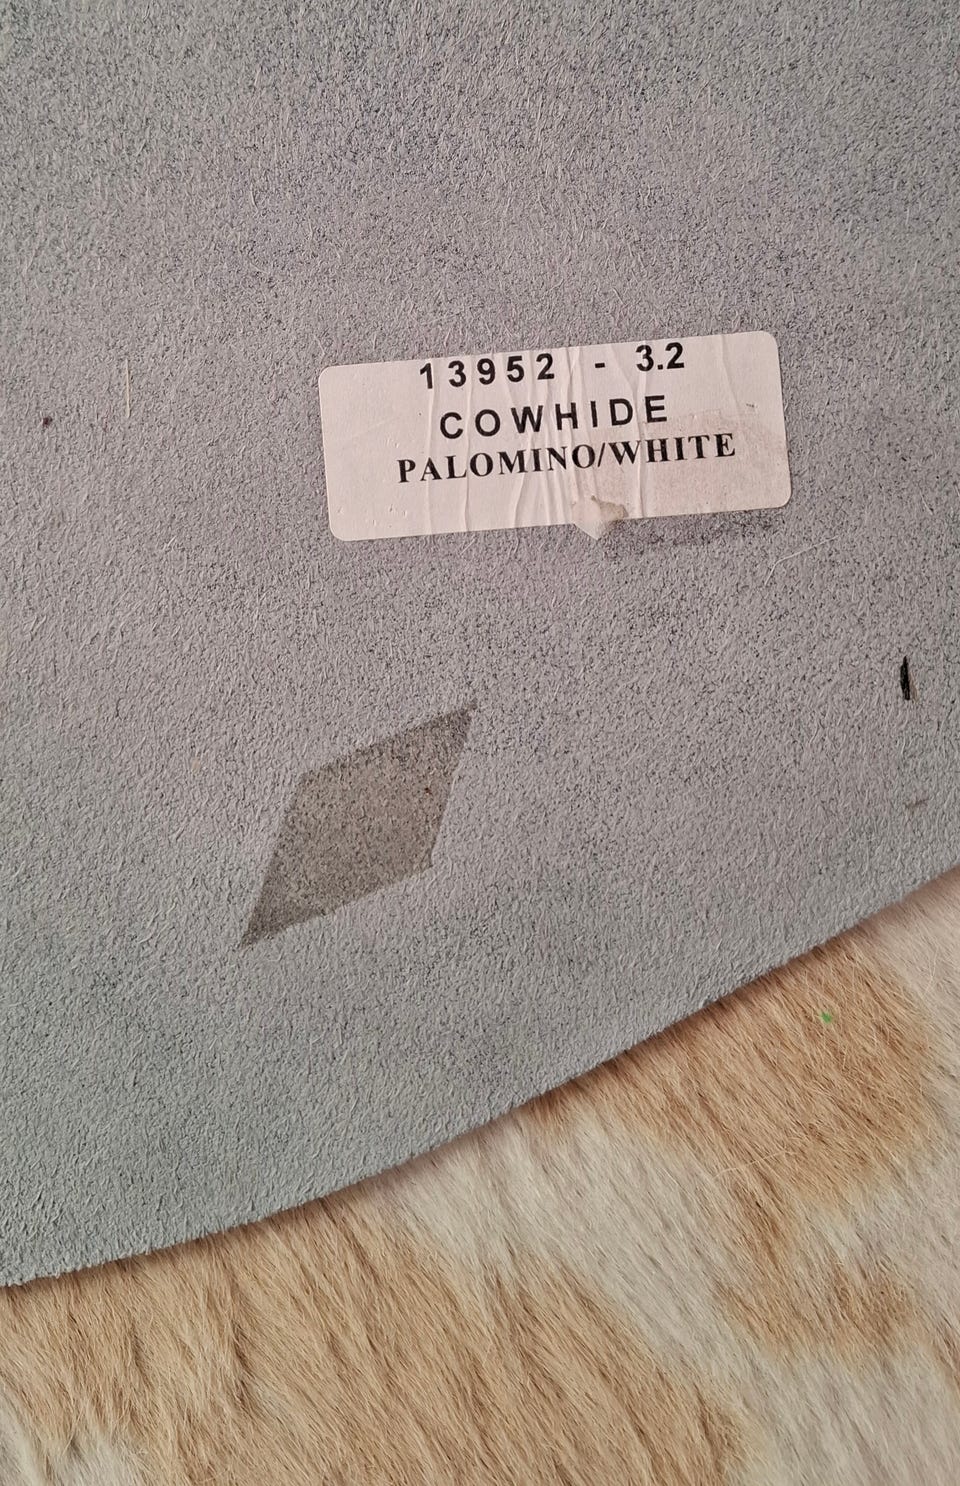 13952 - 3.2
COWHIDE
PALOMINO/WHITE